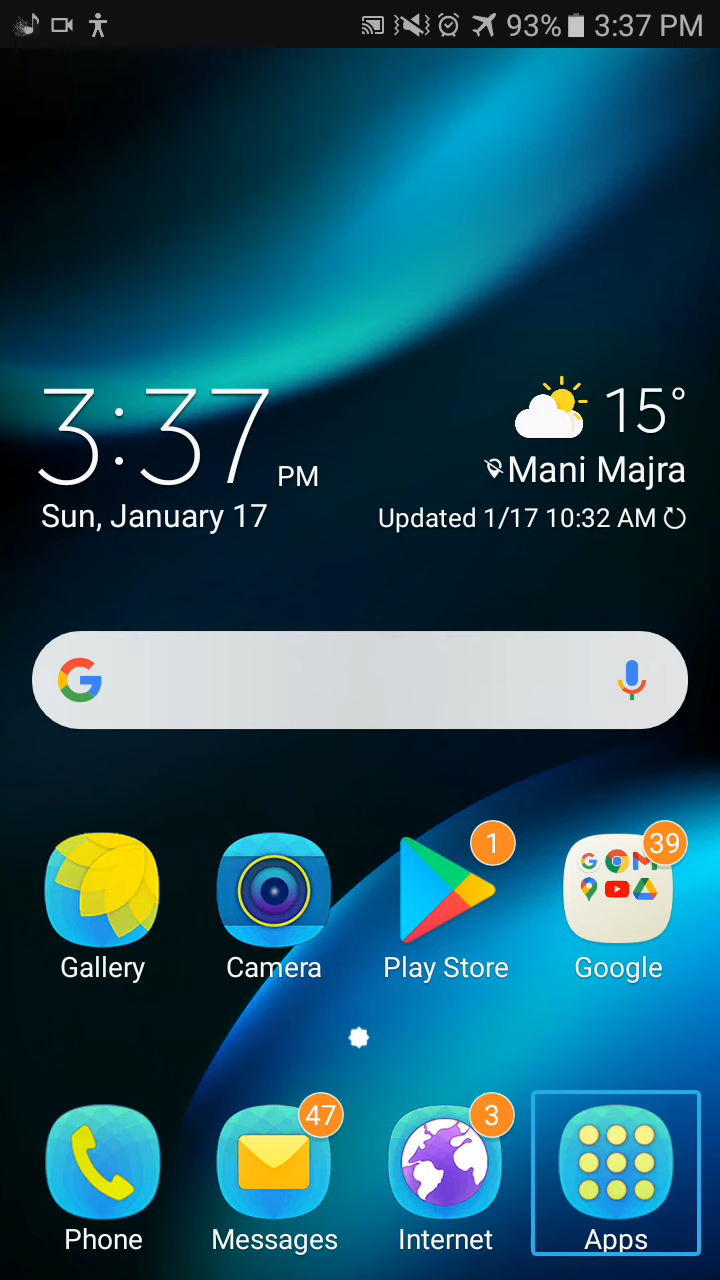 93% 3:37 PM
3:37 PM
Sun, January 17
15°
Mani Majra
Updated 1/17 10:32 AM
1
39
Gallery
Camera
Play Store
Google
47
3
Phone
Messages
Internet
Apps